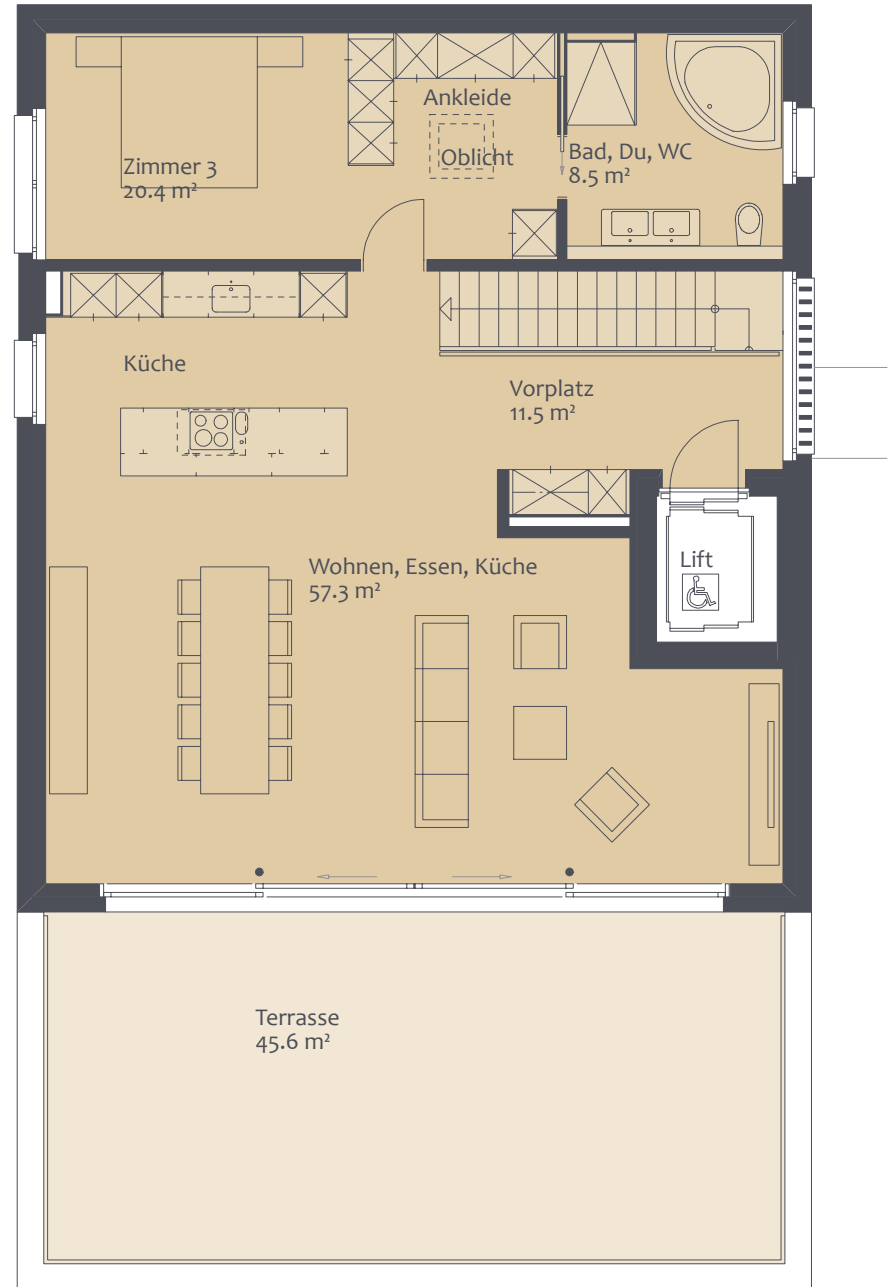 Ankleide
Oblicht
Zimmer 3
20.4 m²
Bad, Du, WC
8.5 m²
Küche
Vorplatz
11.5 m²
Wohnen, Essen, Küche
57.3 m²
Lift
Terrasse
45.6 m²